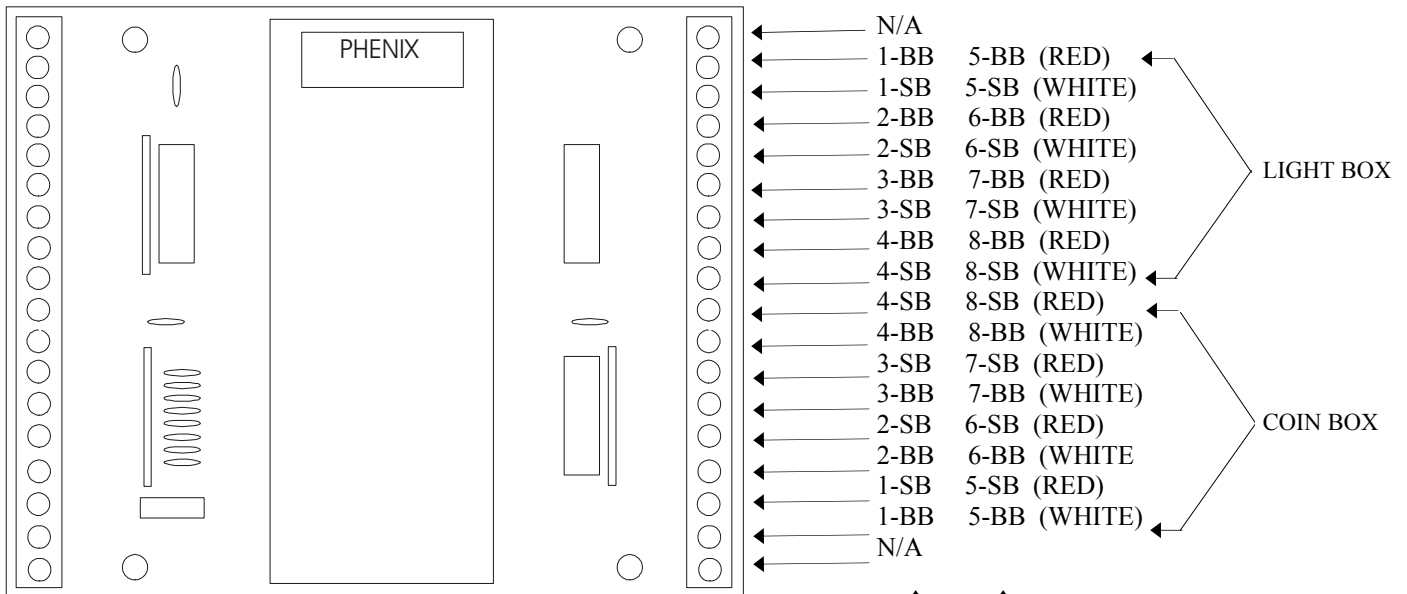 PHENIX
N/A
1-BB 5-BB (RED)
1-SB 5-SB (WHITE)
2-BB 6-BB (RED)
2-SB 6-SB (WHITE)
3-BB 7-BB (RED)
3-SB 7-SB (WHITE)
4-BB 8-BB (RED)
4-SB 8-SB (WHITE)
LIGHT BOX
4-SB 8-SB (RED)
4-BB 8-BB (WHITE)
3-SB 7-SB (RED)
3-BB 7-BB (WHITE)
2-SB 6-SB (RED)
2-BB 6-BB (WHITE
1-SB 5-SB (RED)
1-BB 5-BB (WHITE)
COIN BOX
N/A